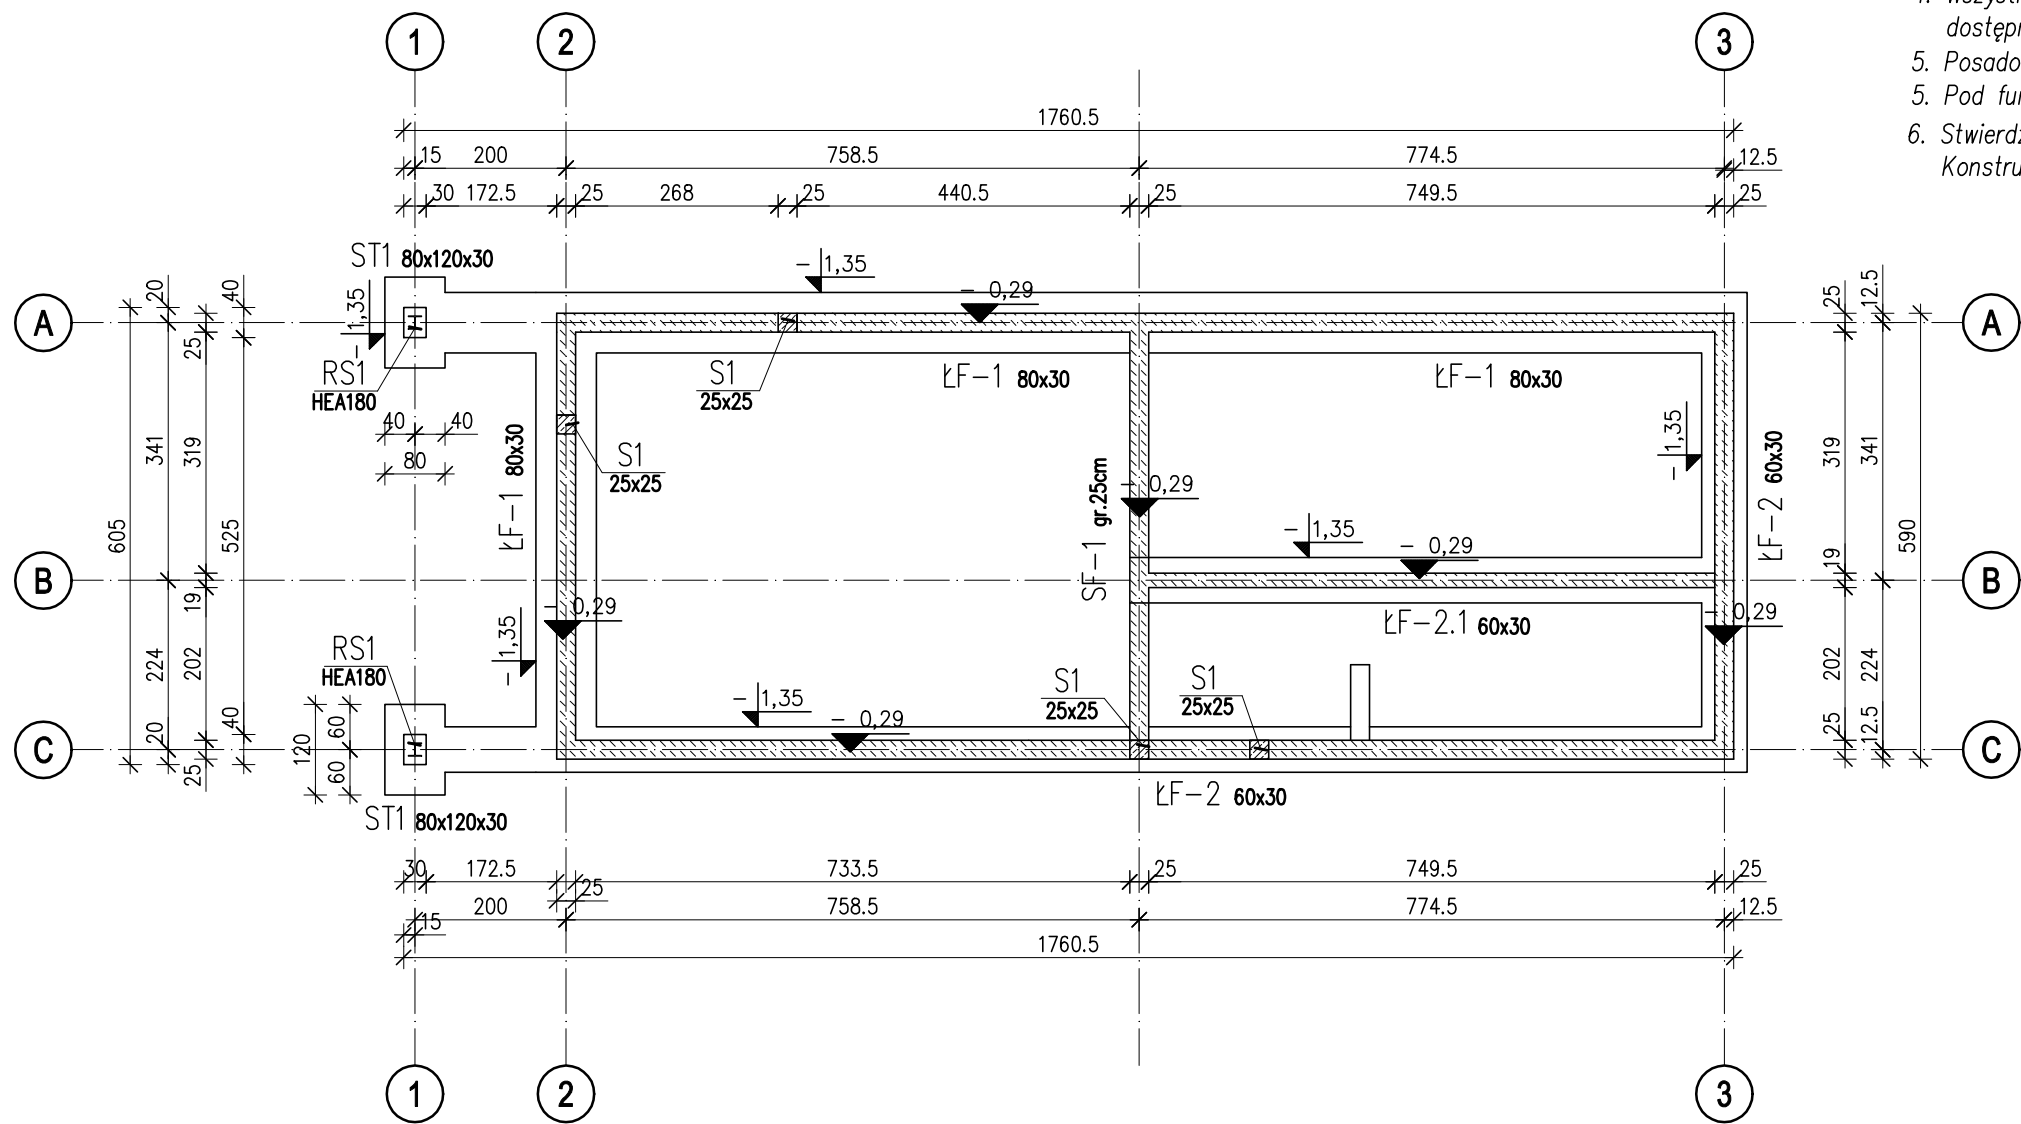 1
2
3
4. Wszyst
dostępn
5. Posado
5. Pod fu
6. Stwierd
Konstru
1760.5
15 200 758.5 774.5 12.5
30 172.5 25 268 25 440.5 25 749.5 25
ST1 80x120x30
- 1,35
- 0,29
- 1,35
20
40
25
12.5
A
A
25
RS1
HEA180
S1
25x25
ŁF-1 80x30
ŁF-1 80x30
40 40
80
S1
25x25
ŁF-1 80x30
341
319
605
525
SF-1 gr.25cm
- 0,29
- 1,35
ŁF-2 60x30
319
341
590
- 1,35
- 0,29
B
B
19
19
- 0,29
- 1,35
- 0,29
ŁF-2.1 60x30
224
202
RS1
HEA180
S1
25x25
S1
25x25
202
224
- 1,35
- 0,29
20
40
120
60
60
25
25
12.5
C
C
ST1 80x120x30
ŁF-2 60x30
30 172.5 733.5 25 749.5 25
25
200 758.5 774.5 12.5
15
1760.5
1
2
3